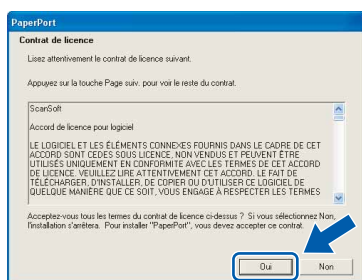 PaperPort
Contrat de licence
Lisez attentivement le contrat de licence suivant.
Appuyez sur la touche Page suiv. pour voir le reste du contrat.
ScanSoft
Accord de licence pour logiciel
LE LOGICIEL ET LES ÉLÉMENTS CONNEXES FOURNIS DANS LE CADRE DE CET
ACCORD SONT CEDES SOUS LICENCE, NON VENDUS ET PEUVENT ÊTRE
UTILISÉS UNIQUEMENT EN CONFORMITE AVEC LES TERMES DE CET ACCORD
DE LICENCE. VEUILLEZ LIRE ATTENTIVEMENT CET ACCORD. LE FAIT DE
TÉLÉCHARGER, D'INSTALLER, DE COPIER OU D'UTILISER CE LOGICIEL DE
QUELQUE MANIÈRE QUE CE SOIT, VOUS ENGAGE À RESPECTER LES TERMES
Acceptez-vous tous les termes du contrat de licence ci-dessus ? Si vous sélectionnez Non,
l'installation s'arrêtera. Pour installer "PaperPort", vous devez accepter ce contrat.
Oui
Non